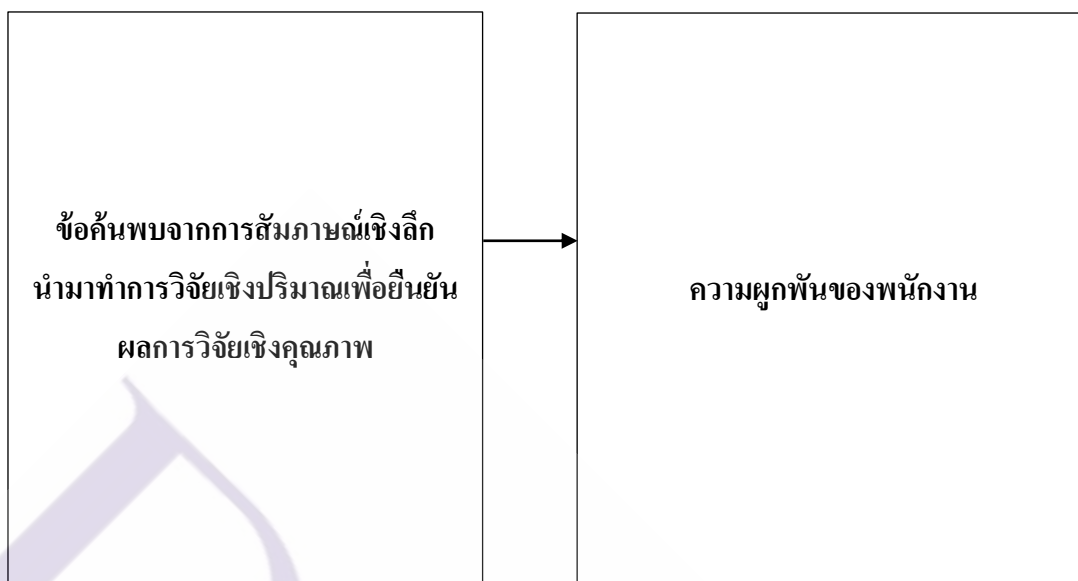 ข้อค้นพบจากการสัมภาษณ์เชิงลึก
นำมาทำการวิจัยเชิงปริมาณเพื่อยืนยัน
ผลการวิจัยเชิงคุณภาพ
ความผูกพันของพนักงาน